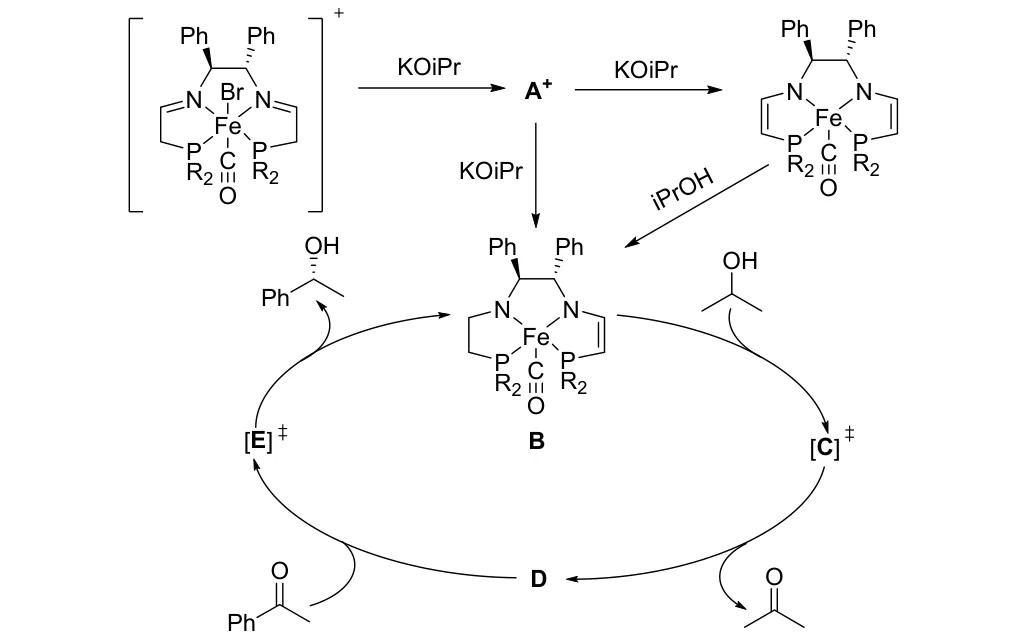 +
Ph Ph
N Br N
Fe
P P
R2 C R2
O
KOiPr
A+
KOiPr
Ph Ph
N N
Fe
P P
R2 C R2
O
KOiPr
iPrOH
OH
Ph
Ph Ph
N N
Fe
P P
R2 C R2
O
B
OH
[E]‡
[C]‡
O
Ph
D
O